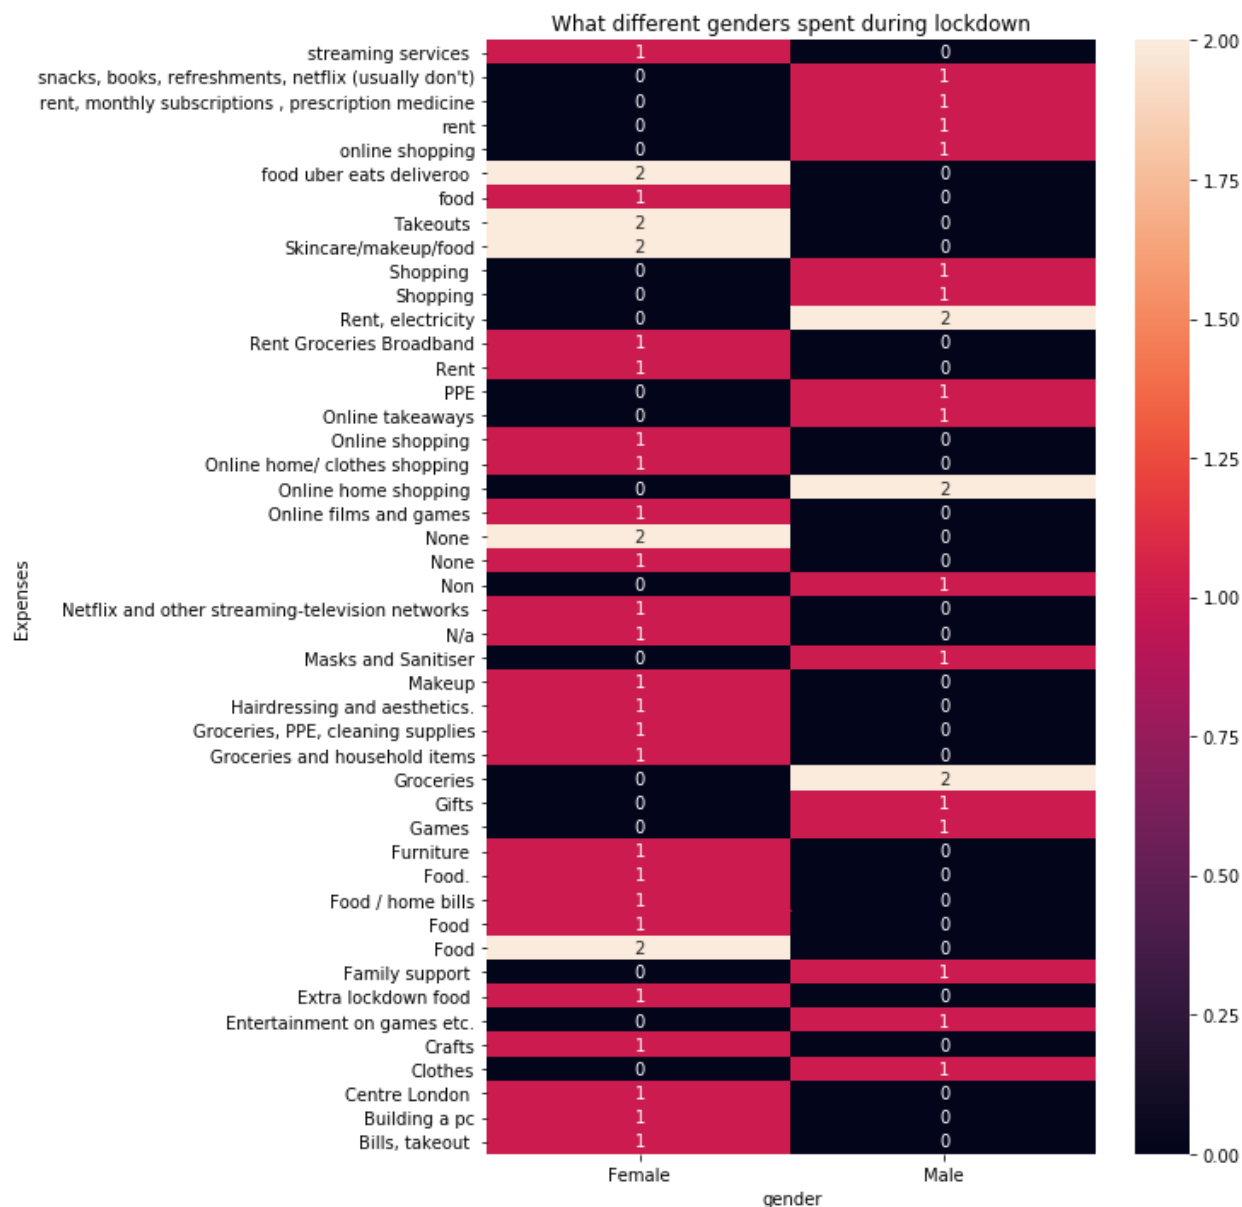 What different genders spent during lockdown
streaming services 1 0 2.00
snacks, books, refreshments, netflix (usually don't) 0 1
rent, monthly subscriptions , prescription medicine 0 1
rent 0 1
online shopping 0 1
food uber eats deliveroo 2 0 1.75
food 1 0
Takeouts 2 0
Skincare/makeup/food 2 0
Shopping 0 1
Shopping 0 1
Rent, electricity 0 2 1.50
Rent Groceries Broadband 1 0
Rent 1 0
PPE 0 1
Online takeaways 0 1
Online shopping 1 0
Online home/ clothes shopping 1 0 1.25
Online home shopping 0 2
Online films and games 1 0
None 2 0
None 1 0
Non 0 1 1.00
Netflix and other streaming-television networks 1 0
N/a 1 0
Masks and Sanitiser 0 1
Makeup 1 0
Hairdressing and aesthetics. 1 0
Groceries, PPE, cleaning supplies 1 0 0.75
Groceries and household items 1 0
Groceries 0 2
Gifts 0 1
Games 0 1
Furniture 1 0
Food. 1 0 0.50
Food / home bills 1 0
Food 1 0
Food 2 0
Family support 0 1
Extra lockdown food 1 0
Entertainment on games etc. 0 1 0.25
Crafts 1 0
Clothes 0 1
Centre London 1 0
Building a pc 1 0
Bills, takeout 1 0 0.00
Expenses
Female Male
gender